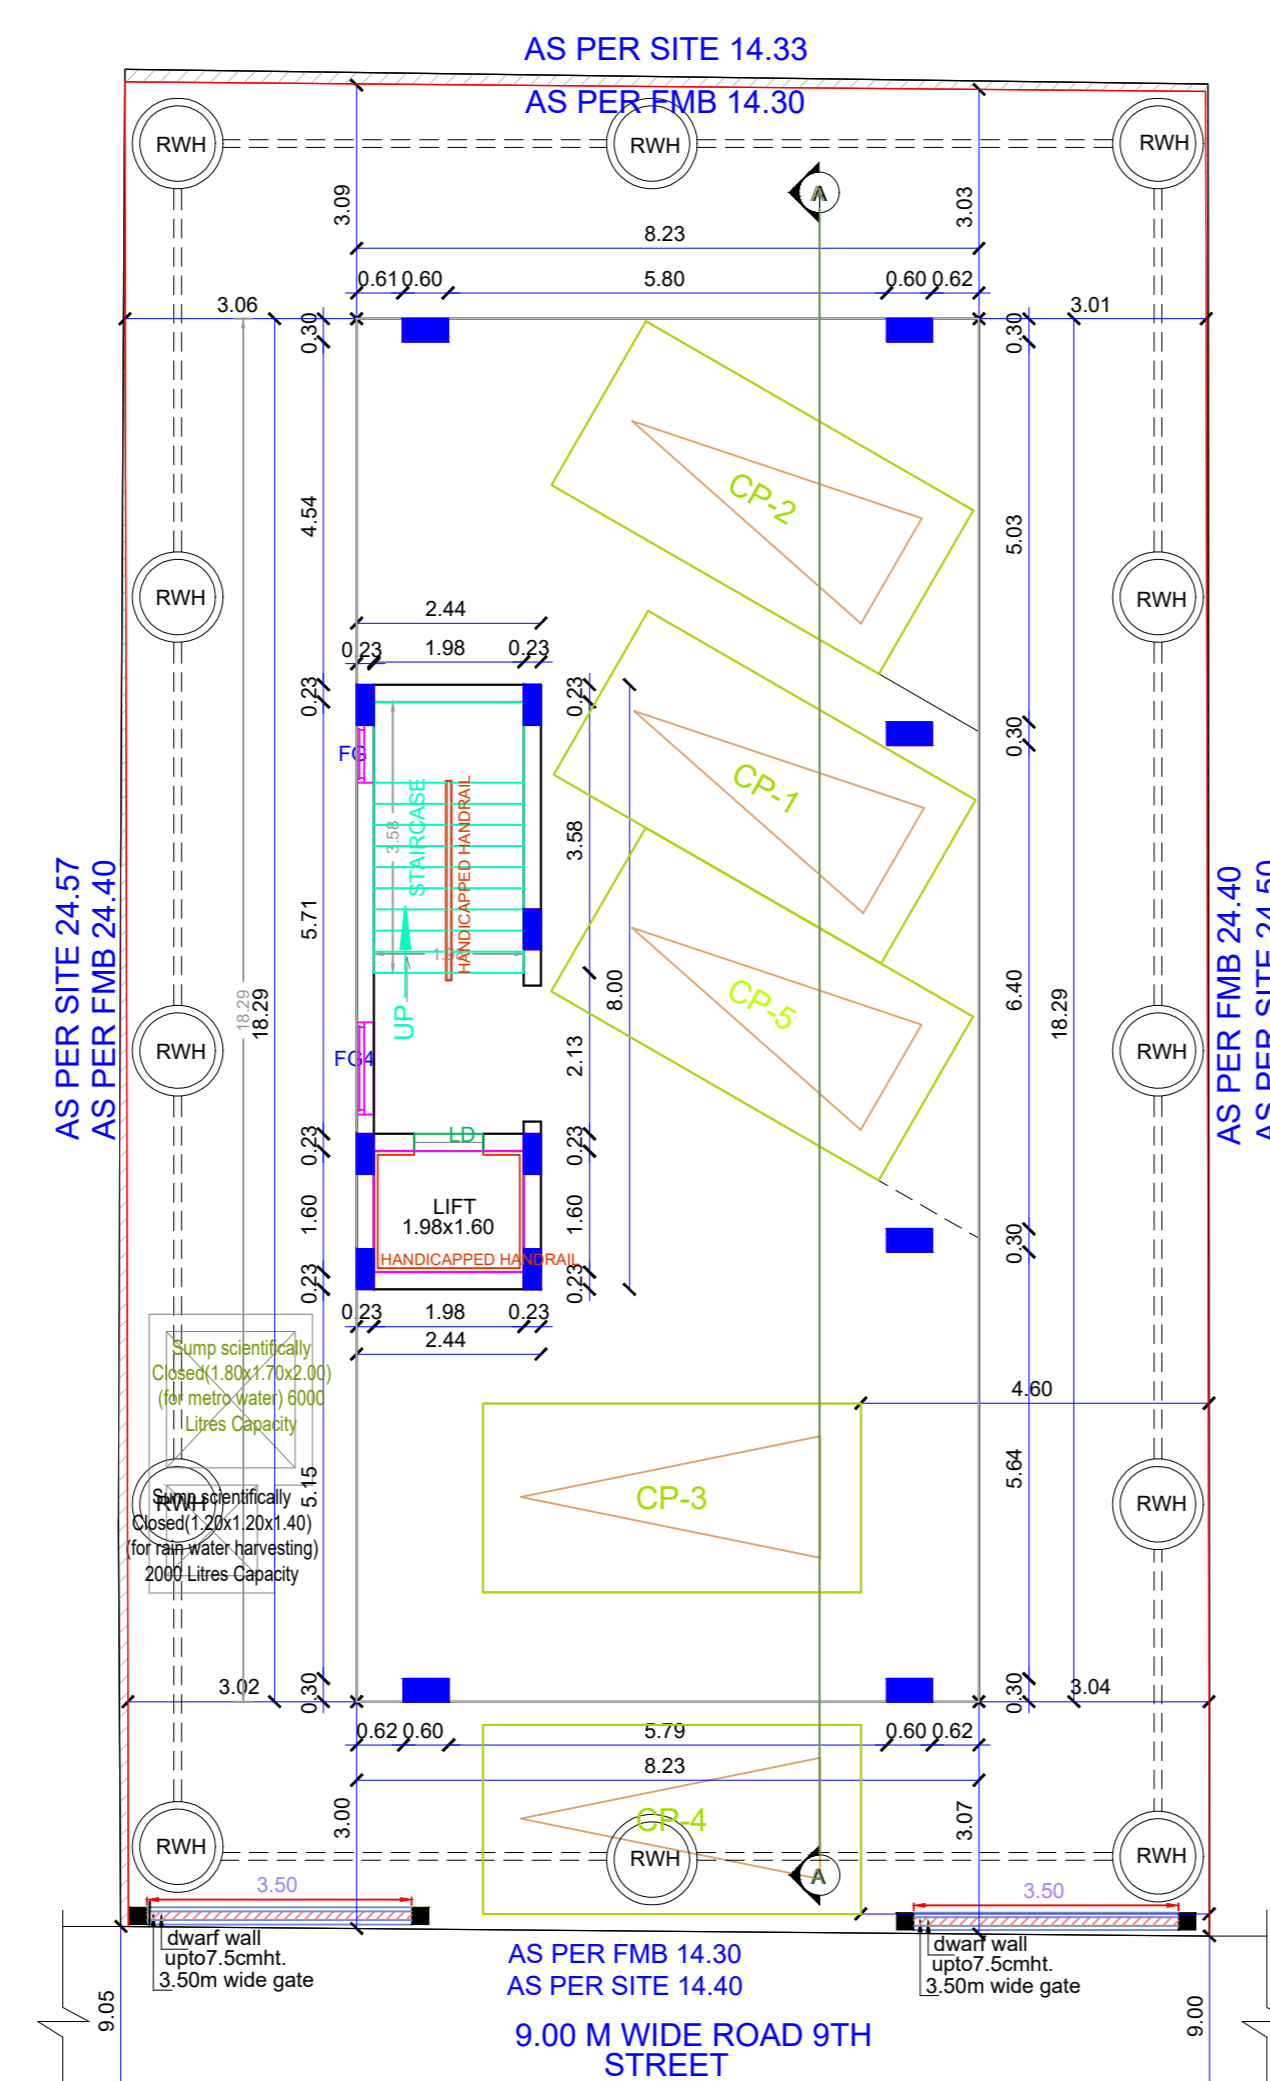 AS PER SITE 14.33
AS PER FMB 14.30
RWH
RWH
RWH
A
3.09
3.03
8.23
0.61
0.60
5.80
0.60
0.62
3.06
3.01
0.30
0.30
CP-2
4.54
5.03
RWH
RWH
2.44
0.23
1.98
0.23
0.23
0.23
0.30
FG
CP-1
STAIRCASE
HANDICAPPED HANDRAIL
3.58
3.58
5.71
AS PER SITE 24.57
AS PER FMB 24.40
AS PER FMB 24.40
AS PER SITE 24.50
18.29
18.29
8.00
6.40
18.29
CP-5
UP
RWH
RWH
FG4
2.13
LD
0.23
0.23
LIFT
1.98x1.60
1.60
1.60
HANDICAPPED HANDRAIL
0.30
0.23
0.23
0.23
1.98
0.23
2.44
Sump scientifically
Closed(1.80x1.70x2.00)
(for metro water) 6000
Litres Capacity
4.60
5.15
5.64
CP-3
RWH
RWH
Sump scientifically
Closed(1.20x1.20x1.40)
(for rain water harvesting)
2000 Litres Capacity
3.02
0.30
0.30
3.04
0.62
0.60
5.79
0.60
0.62
8.23
3.00
3.07
CP-4
RWH
RWH
RWH
A
3.50
3.50
dwarf wall
upto7.5cmht.
3.50m wide gate
AS PER FMB 14.30
AS PER SITE 14.40
dwarf wall
upto7.5cmht.
3.50m wide gate
9.05
9.00
9.00 M WIDE ROAD 9TH
STREET